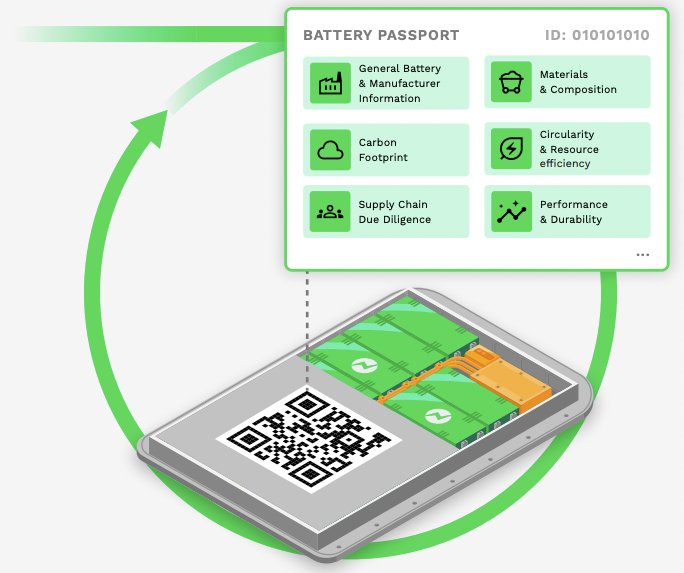 BATTERY PASSPORT
ID: 010101010
General Battery
& Manufacturer
Information
Materials
& Composition
Carbon
Footprint
Circularity
& Resource
efficiency
Supply Chain
Due Diligence
Performance
& Durability
...